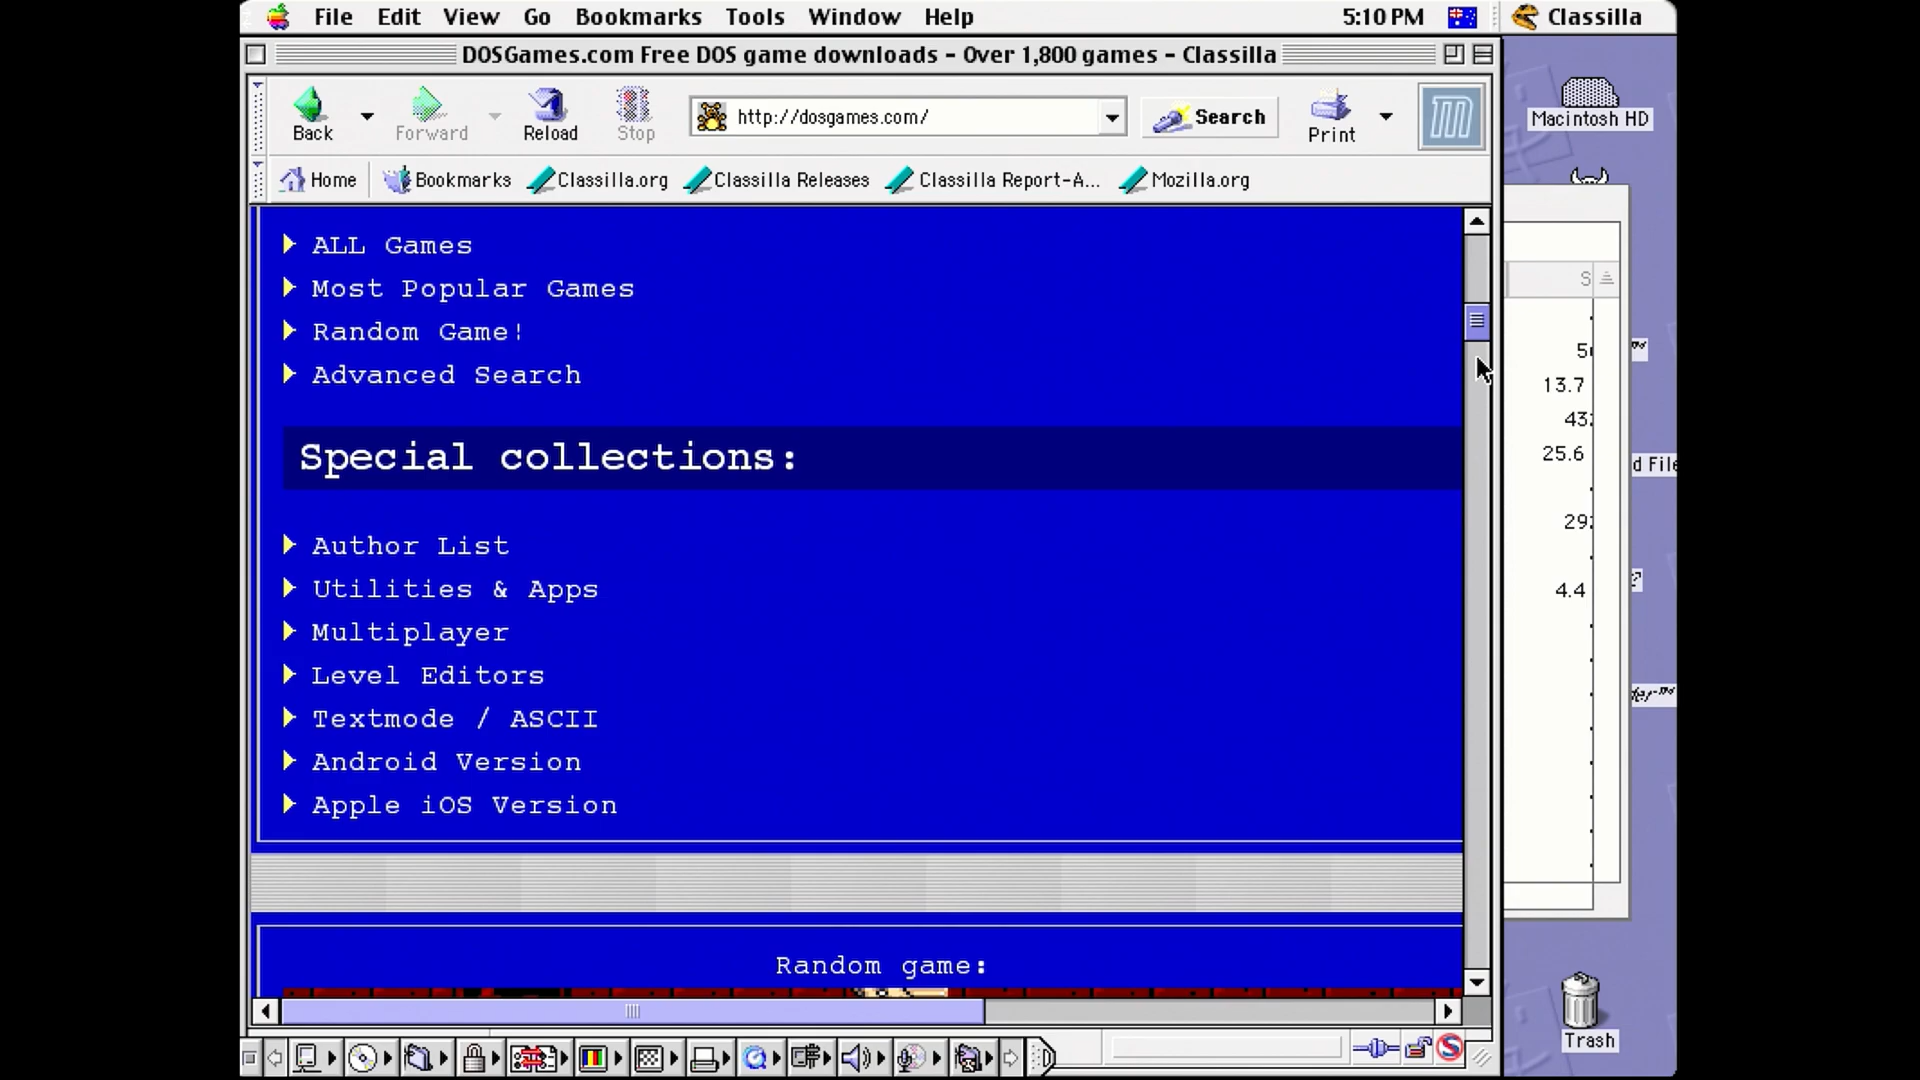 File Edit View Go Bookmarks Tools Window Help 5:10 PM Classilla
DOSGames.com Free DOS game downloads - Over 1,800 games - Classilla
Back Forward Reload Stop http://dosgames.com/ Search Print
Home Bookmarks Classilla.org Classilla Releases Classilla Report-A... Mozilla.org
ALL Games
Most Popular Games
Random Game!
Advanced Search
Special collections:
Author List
Utilities & Apps
Multiplayer
Level Editors
Textmode / ASCII
Android Version
Apple iOS Version
Random game:
Macintosh HD
S
13.7
25.6
4.4
d File
Trash